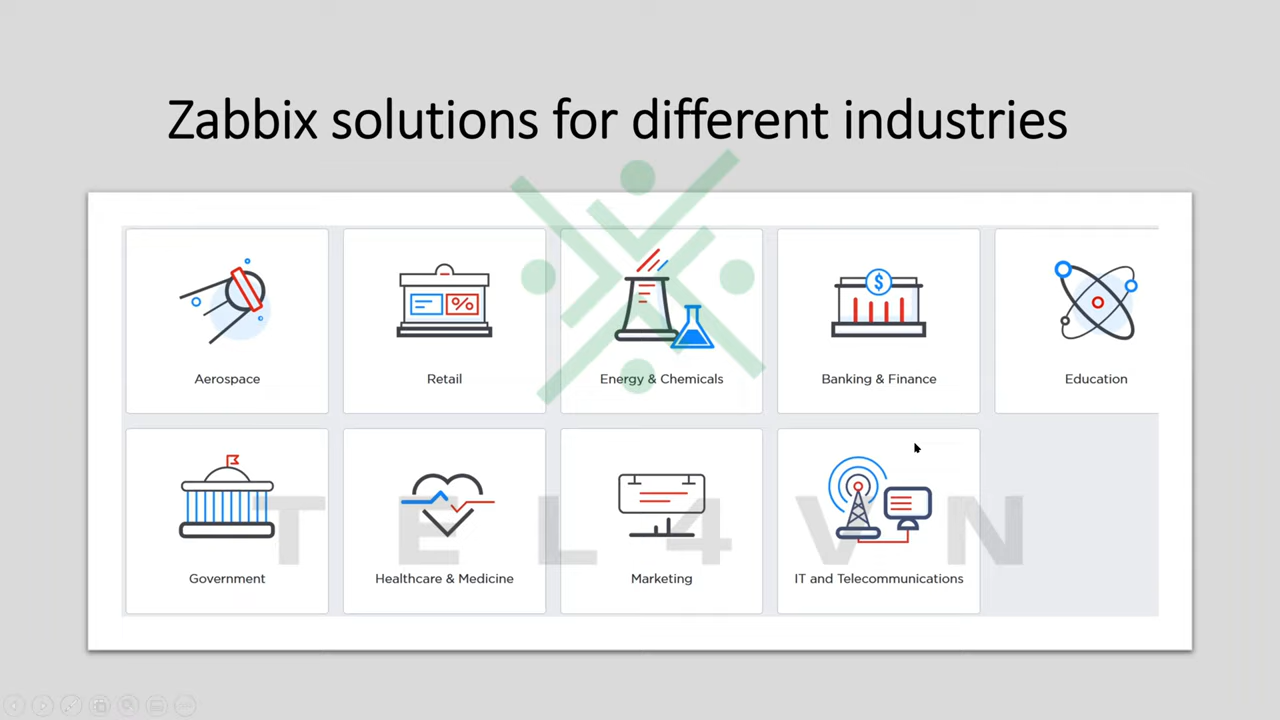 Zabbix solutions for different industries
Aerospace
Retail
Energy & Chemicals
Banking & Finance
Education
Government
Healthcare & Medicine
Marketing
IT and Telecommunications
TEL4VN